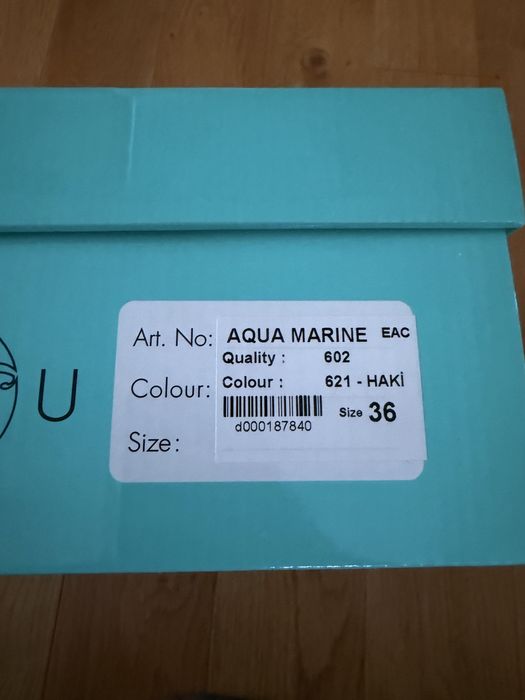 U
Art. No: AQUA MARINE EAC
Quality : 602
Colour: Colour : 621 - HAKİ
Size: Size 36
d000187840